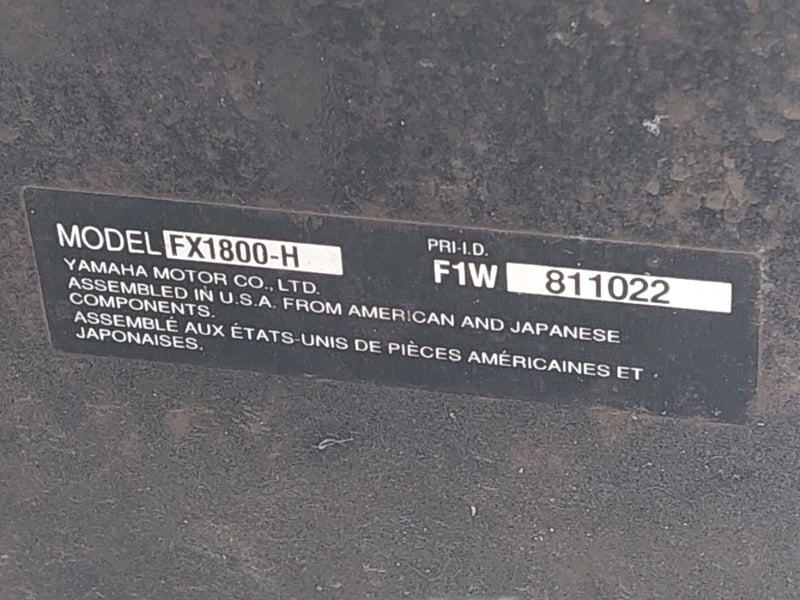 MODEL FX1800-H
PRI-I.D.
F1W 811022
YAMAHA MOTOR CO., LTD.
ASSEMBLED IN U.S.A. FROM AMERICAN AND JAPANESE
COMPONENTS.
ASSEMBLÉ AUX ÉTATS-UNIS DE PIÈCES AMÉRICAINES ET
JAPONAISES.